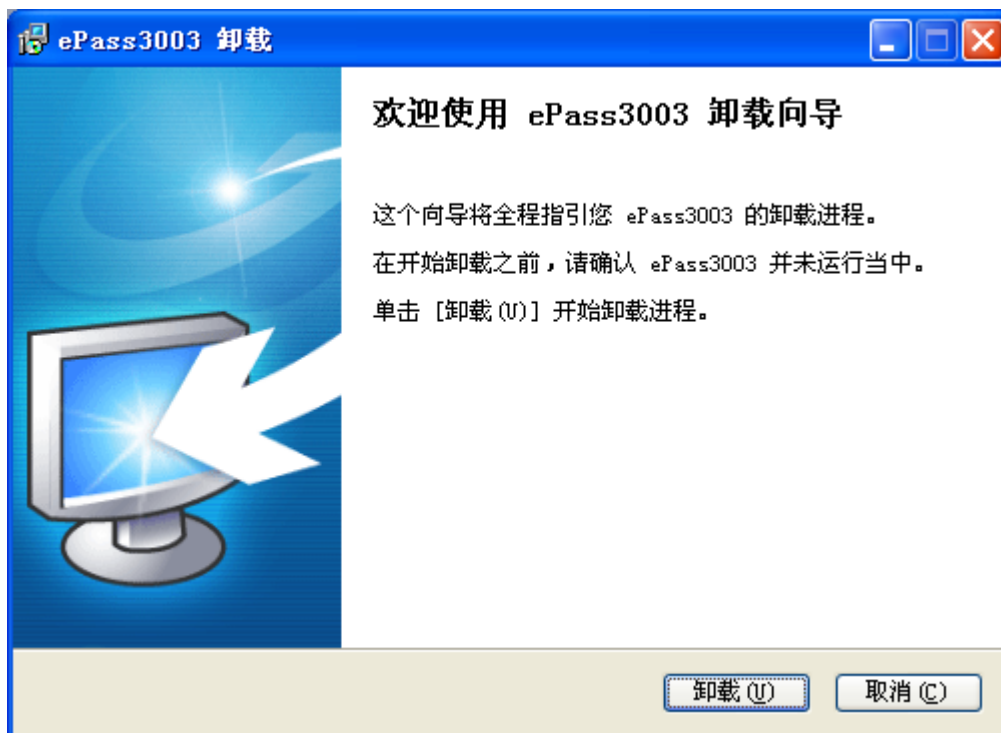 ePass3003 卸载
欢迎使用 ePass3003 卸载向导
这个向导将全程指引您 ePass3003 的卸载进程。
在开始卸载之前，请确认 ePass3003 并未运行当中。
单击 [卸载(U)] 开始卸载进程。
卸载(U) 取消(C)